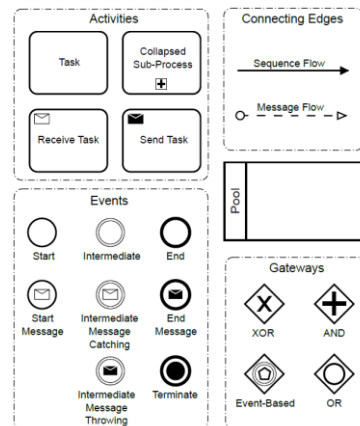 Activities
Task
Collapsed
Sub-Process
Receive Task
Send Task
Connecting Edges
Sequence Flow
Message Flow
Pool
Events
Start
Intermediate
End
Start
Message
Intermediate
Message
Catching
End
Message
Intermediate
Message
Throwing
Terminate
Gateways
X
XOR
AND
Event-Based
OR